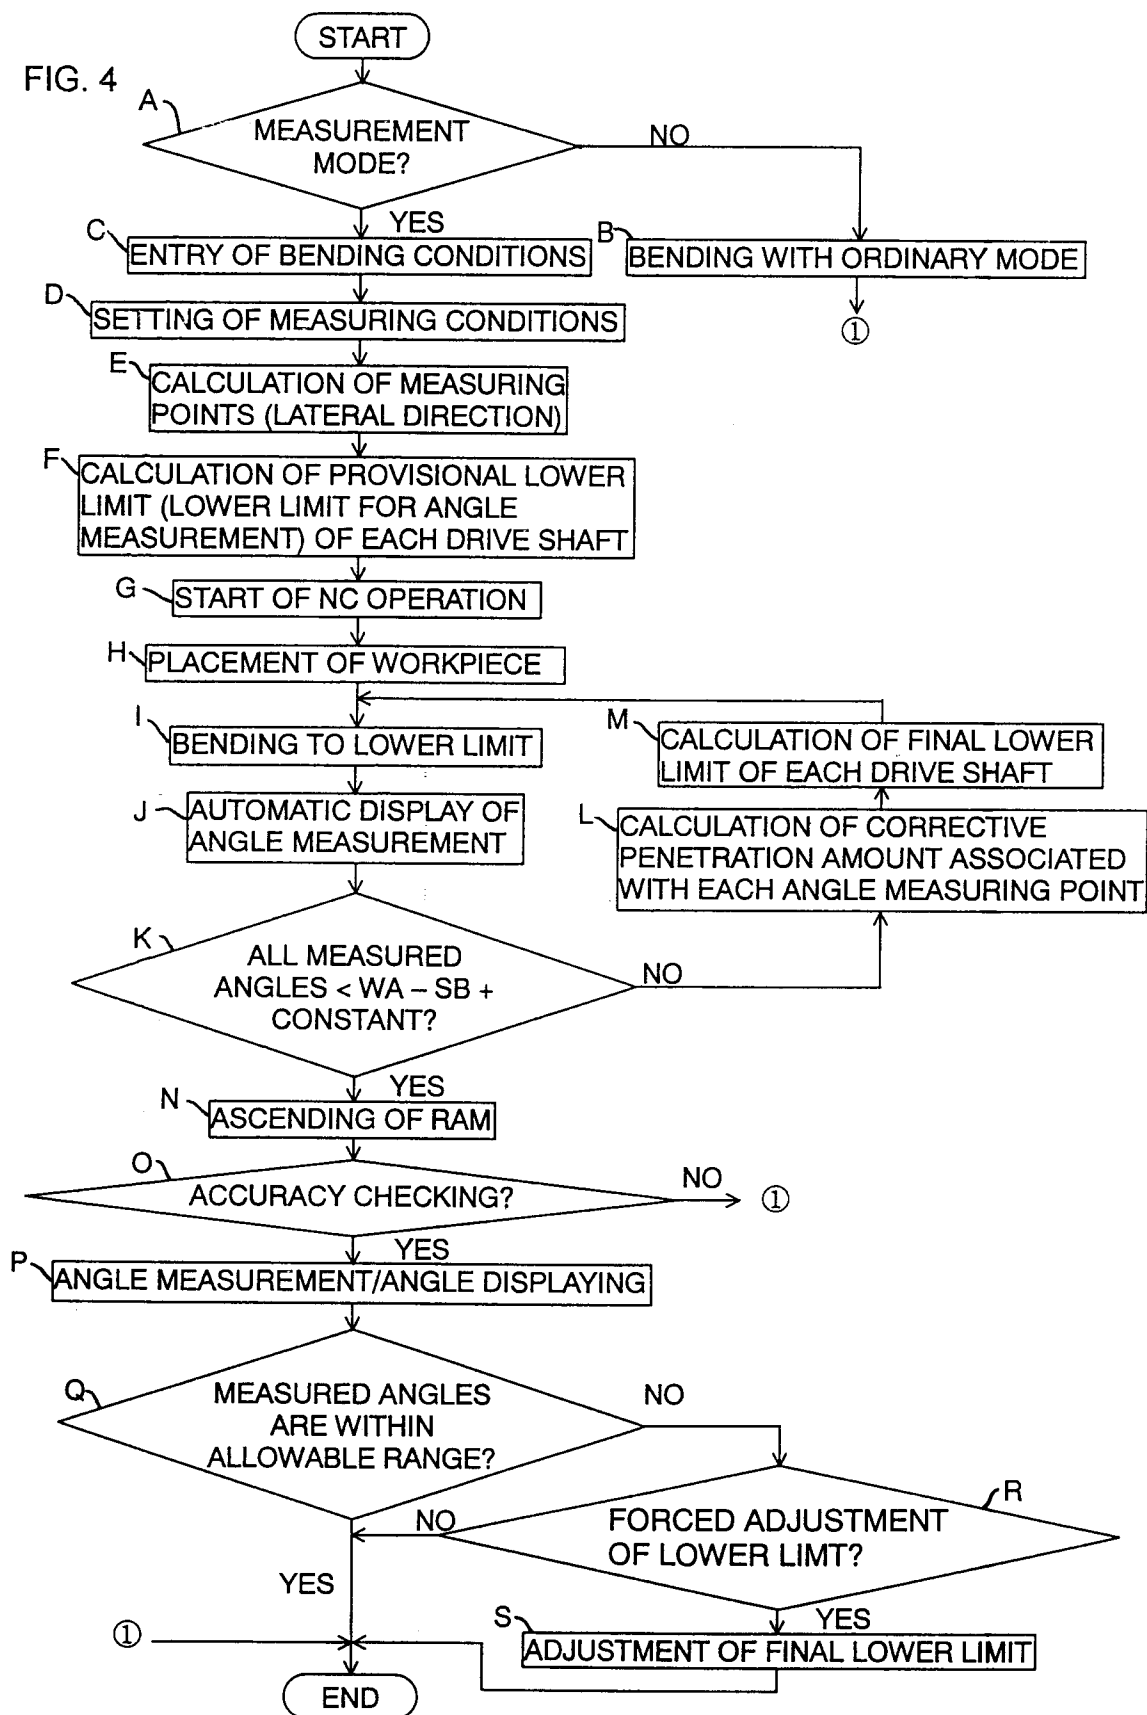 START
FIG. 4
A
MEASUREMENT
MODE?
NO
YES
C
ENTRY OF BENDING CONDITIONS
B
BENDING WITH ORDINARY MODE
①
D
SETTING OF MEASURING CONDITIONS
E
CALCULATION OF MEASURING
POINTS (LATERAL DIRECTION)
F
CALCULATION OF PROVISIONAL LOWER
LIMIT (LOWER LIMIT FOR ANGLE
MEASUREMENT) OF EACH DRIVE SHAFT
G
START OF NC OPERATION
H
PLACEMENT OF WORKPIECE
I
BENDING TO LOWER LIMIT
M
CALCULATION OF FINAL LOWER
LIMIT OF EACH DRIVE SHAFT
J
AUTOMATIC DISPLAY OF
ANGLE MEASUREMENT
L
CALCULATION OF CORRECTIVE
PENETRATION AMOUNT ASSOCIATED
WITH EACH ANGLE MEASURING POINT
K
ALL MEASURED
ANGLES < WA – SB +
CONSTANT?
NO
YES
N
ASCENDING OF RAM
O
ACCURACY CHECKING?
NO
①
YES
P
ANGLE MEASUREMENT/ANGLE DISPLAYING
Q
MEASURED ANGLES
ARE WITHIN
ALLOWABLE RANGE?
NO
R
FORCED ADJUSTMENT
OF LOWER LIMT?
NO
YES
YES
S
ADJUSTMENT OF FINAL LOWER LIMIT
①
END